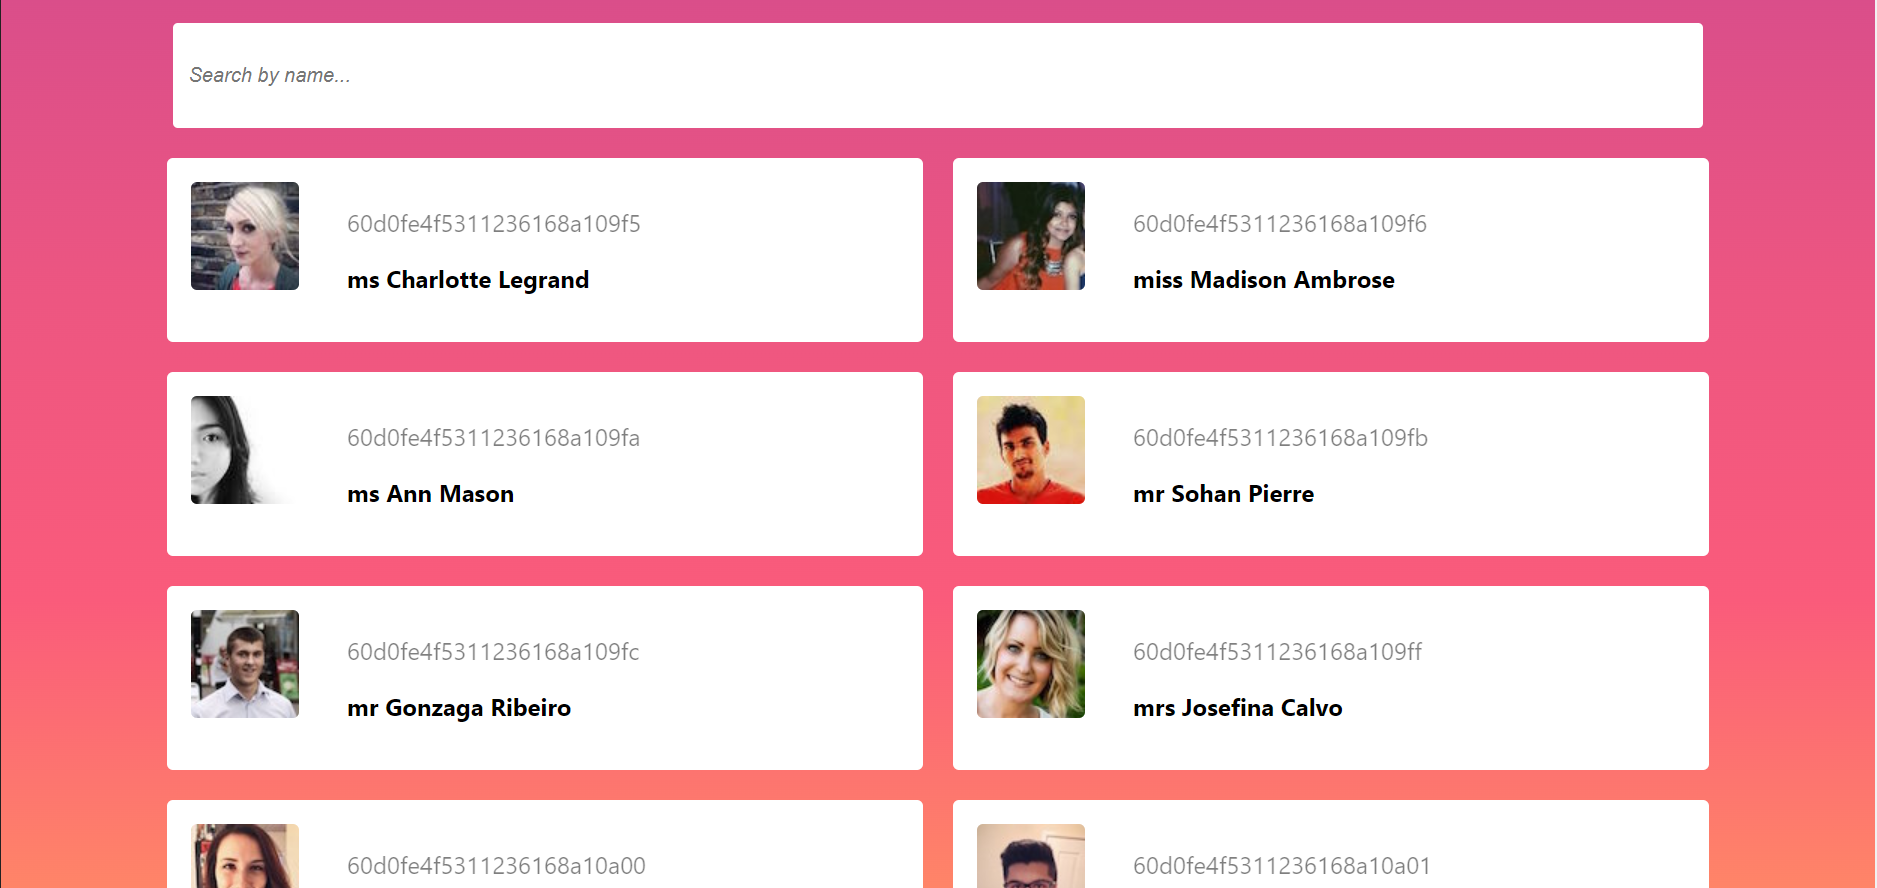 Search by name...
60d0fe4f5311236168a109f5
ms Charlotte Legrand
60d0fe4f5311236168a109f6
miss Madison Ambrose
60d0fe4f5311236168a109fa
ms Ann Mason
60d0fe4f5311236168a109fb
mr Sohan Pierre
60d0fe4f5311236168a109fc
mr Gonzaga Ribeiro
60d0fe4f5311236168a109ff
mrs Josefina Calvo
60d0fe4f5311236168a10a00
60d0fe4f5311236168a10a01